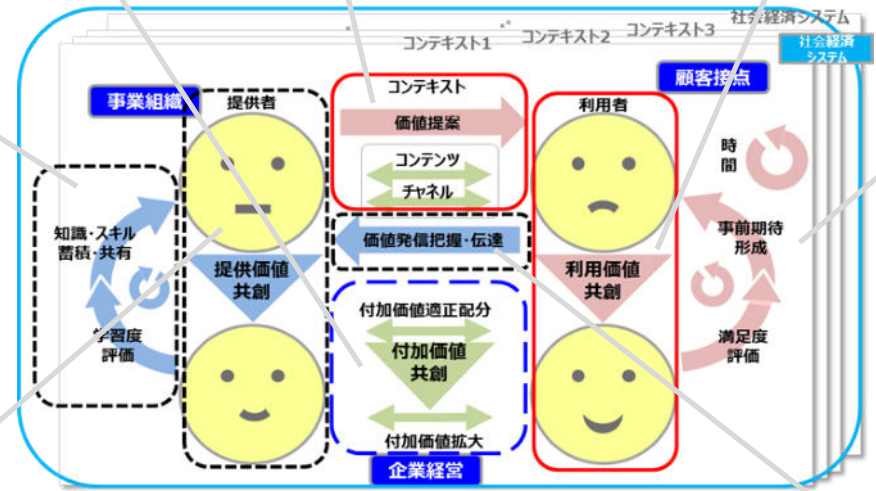 社会経済システム
コンテキスト1
コンテキスト2
コンテキスト3
社会経済
システム
顧客接点
事業組織
提供者
コンテキスト
利用者
価値提案
コンテンツ
チャネル
時
間
知識・スキル
蓄積・共有
価値発信把握・伝達
事前期待
形成
提供価値
共創
利用価値
共創
付加価値適正配分
学習度
評価
付加価値
共創
満足度
評価
付加価値拡大
企業経営